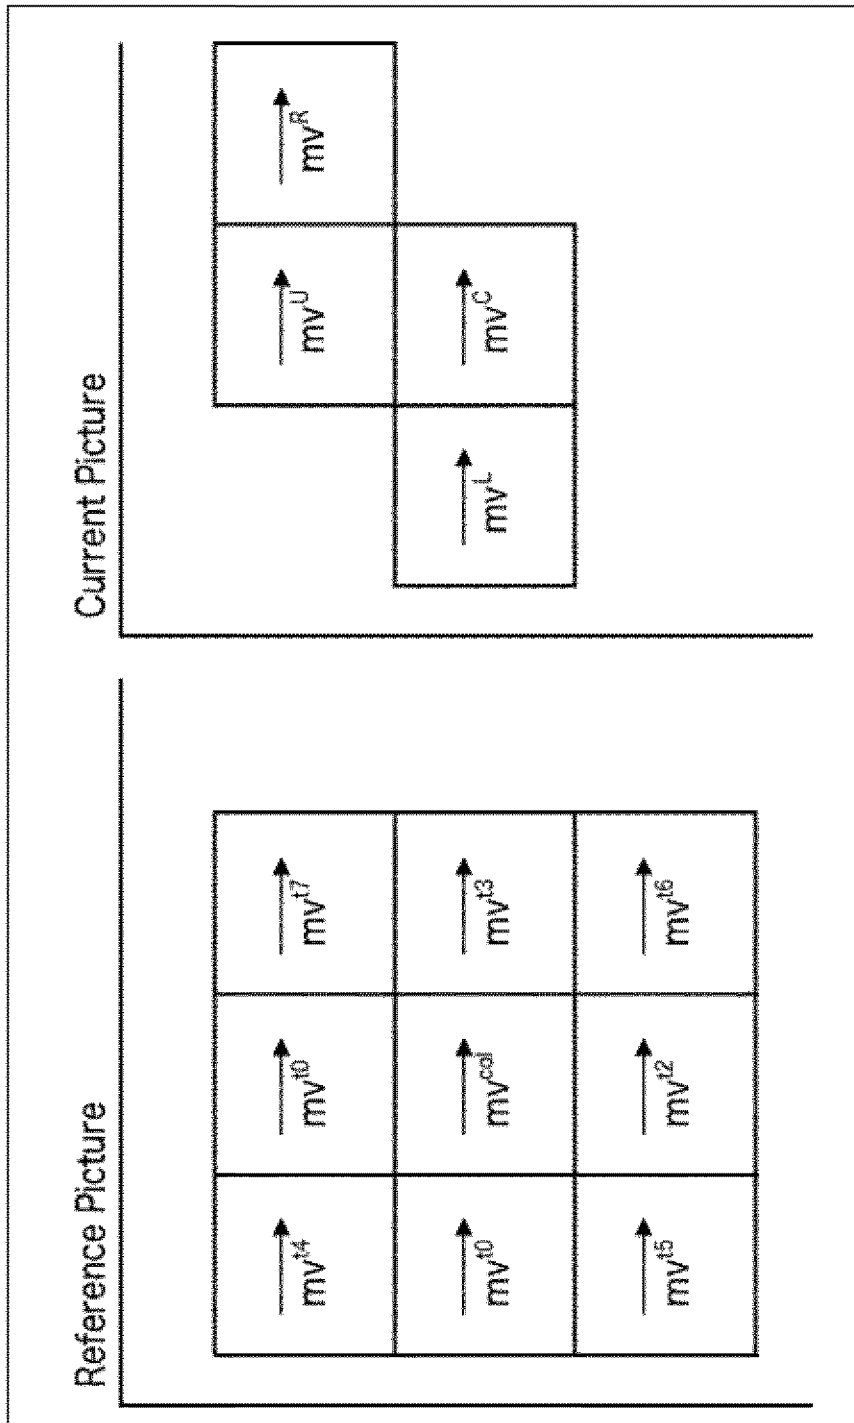 Reference Picture
mv^t4 mv^t0 mv^t7
mv^t0 mv^col mv^t3
mv^t5 mv^t2 mv^t6
Current Picture
mv^U mv^R
mv^L mv^C